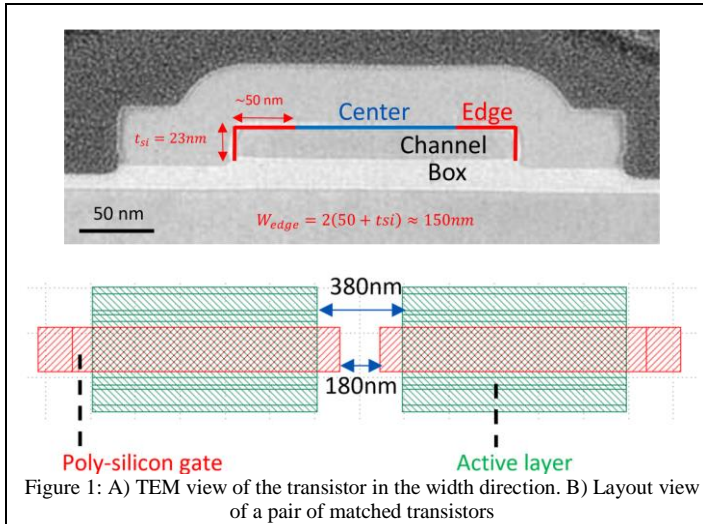 ~50 nm
Center
Edge
t_si = 23nm
Channel
Box
50 nm
W_edge = 2(50 + tsi) ≈ 150nm
380nm
180nm
Poly-silicon gate
Active layer
Figure 1: A) TEM view of the transistor in the width direction. B) Layout view
of a pair of matched transistors